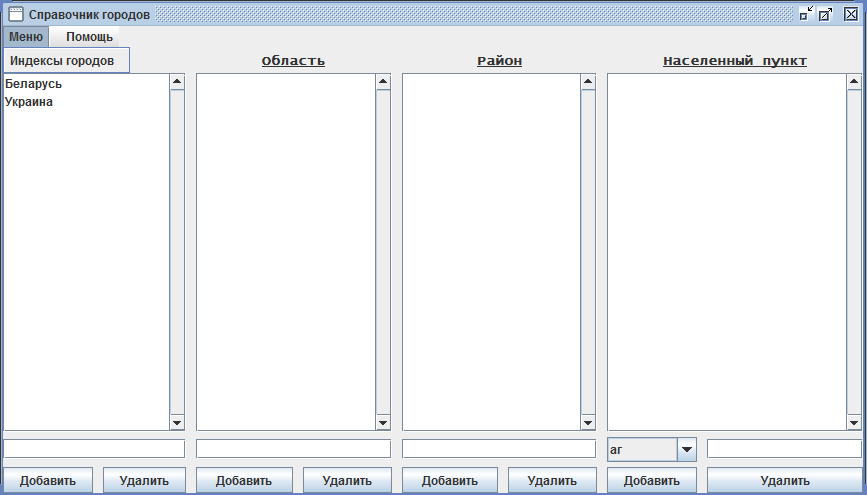 Справочник городов
Меню Помощь
Индексы городов Область Район Населенный пункт
Беларусь
Украина
аг
Добавить Удалить Добавить Удалить Добавить Удалить Добавить Удалить